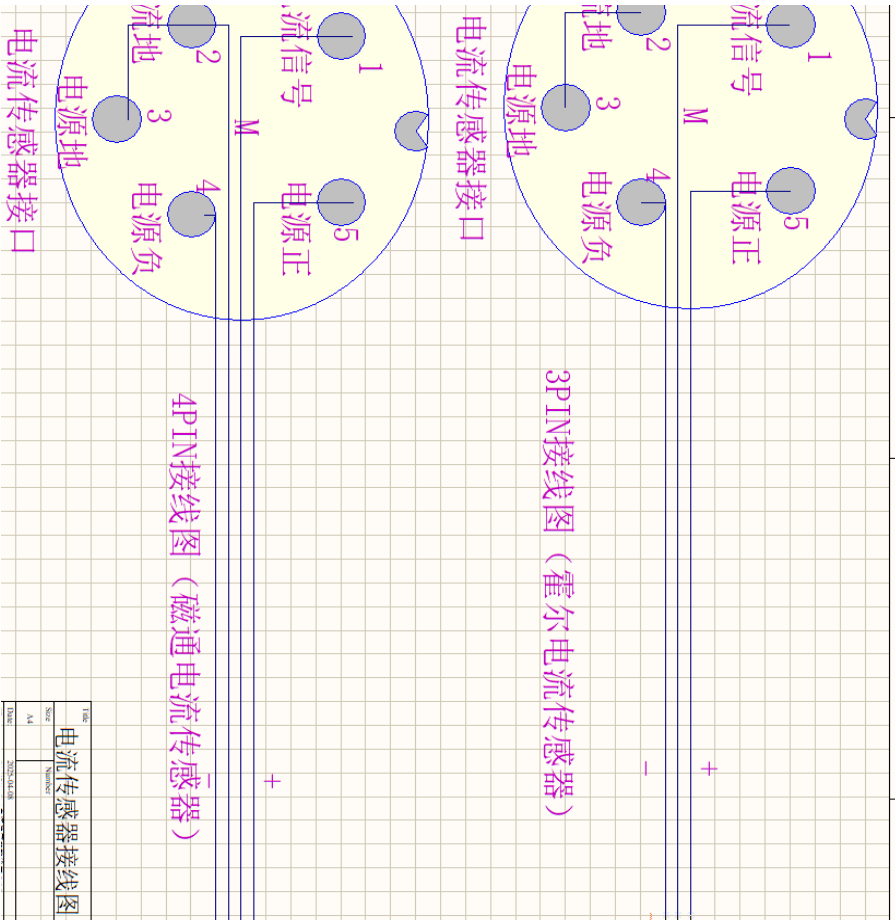 流信号
1
流地
2
3
电源地
M
4
电源负
电源正
5
电流传感器接口
流信号
1
流地
2
3
电源地
M
4
电源负
电源正
5
电流传感器接口
3PIN接线图（霍尔电流传感器）
+
-
4PIN接线图（磁通电流传感器）
+
-
Title
电流传感器接线图
Size
Number
A4
Date:
2025-04-08